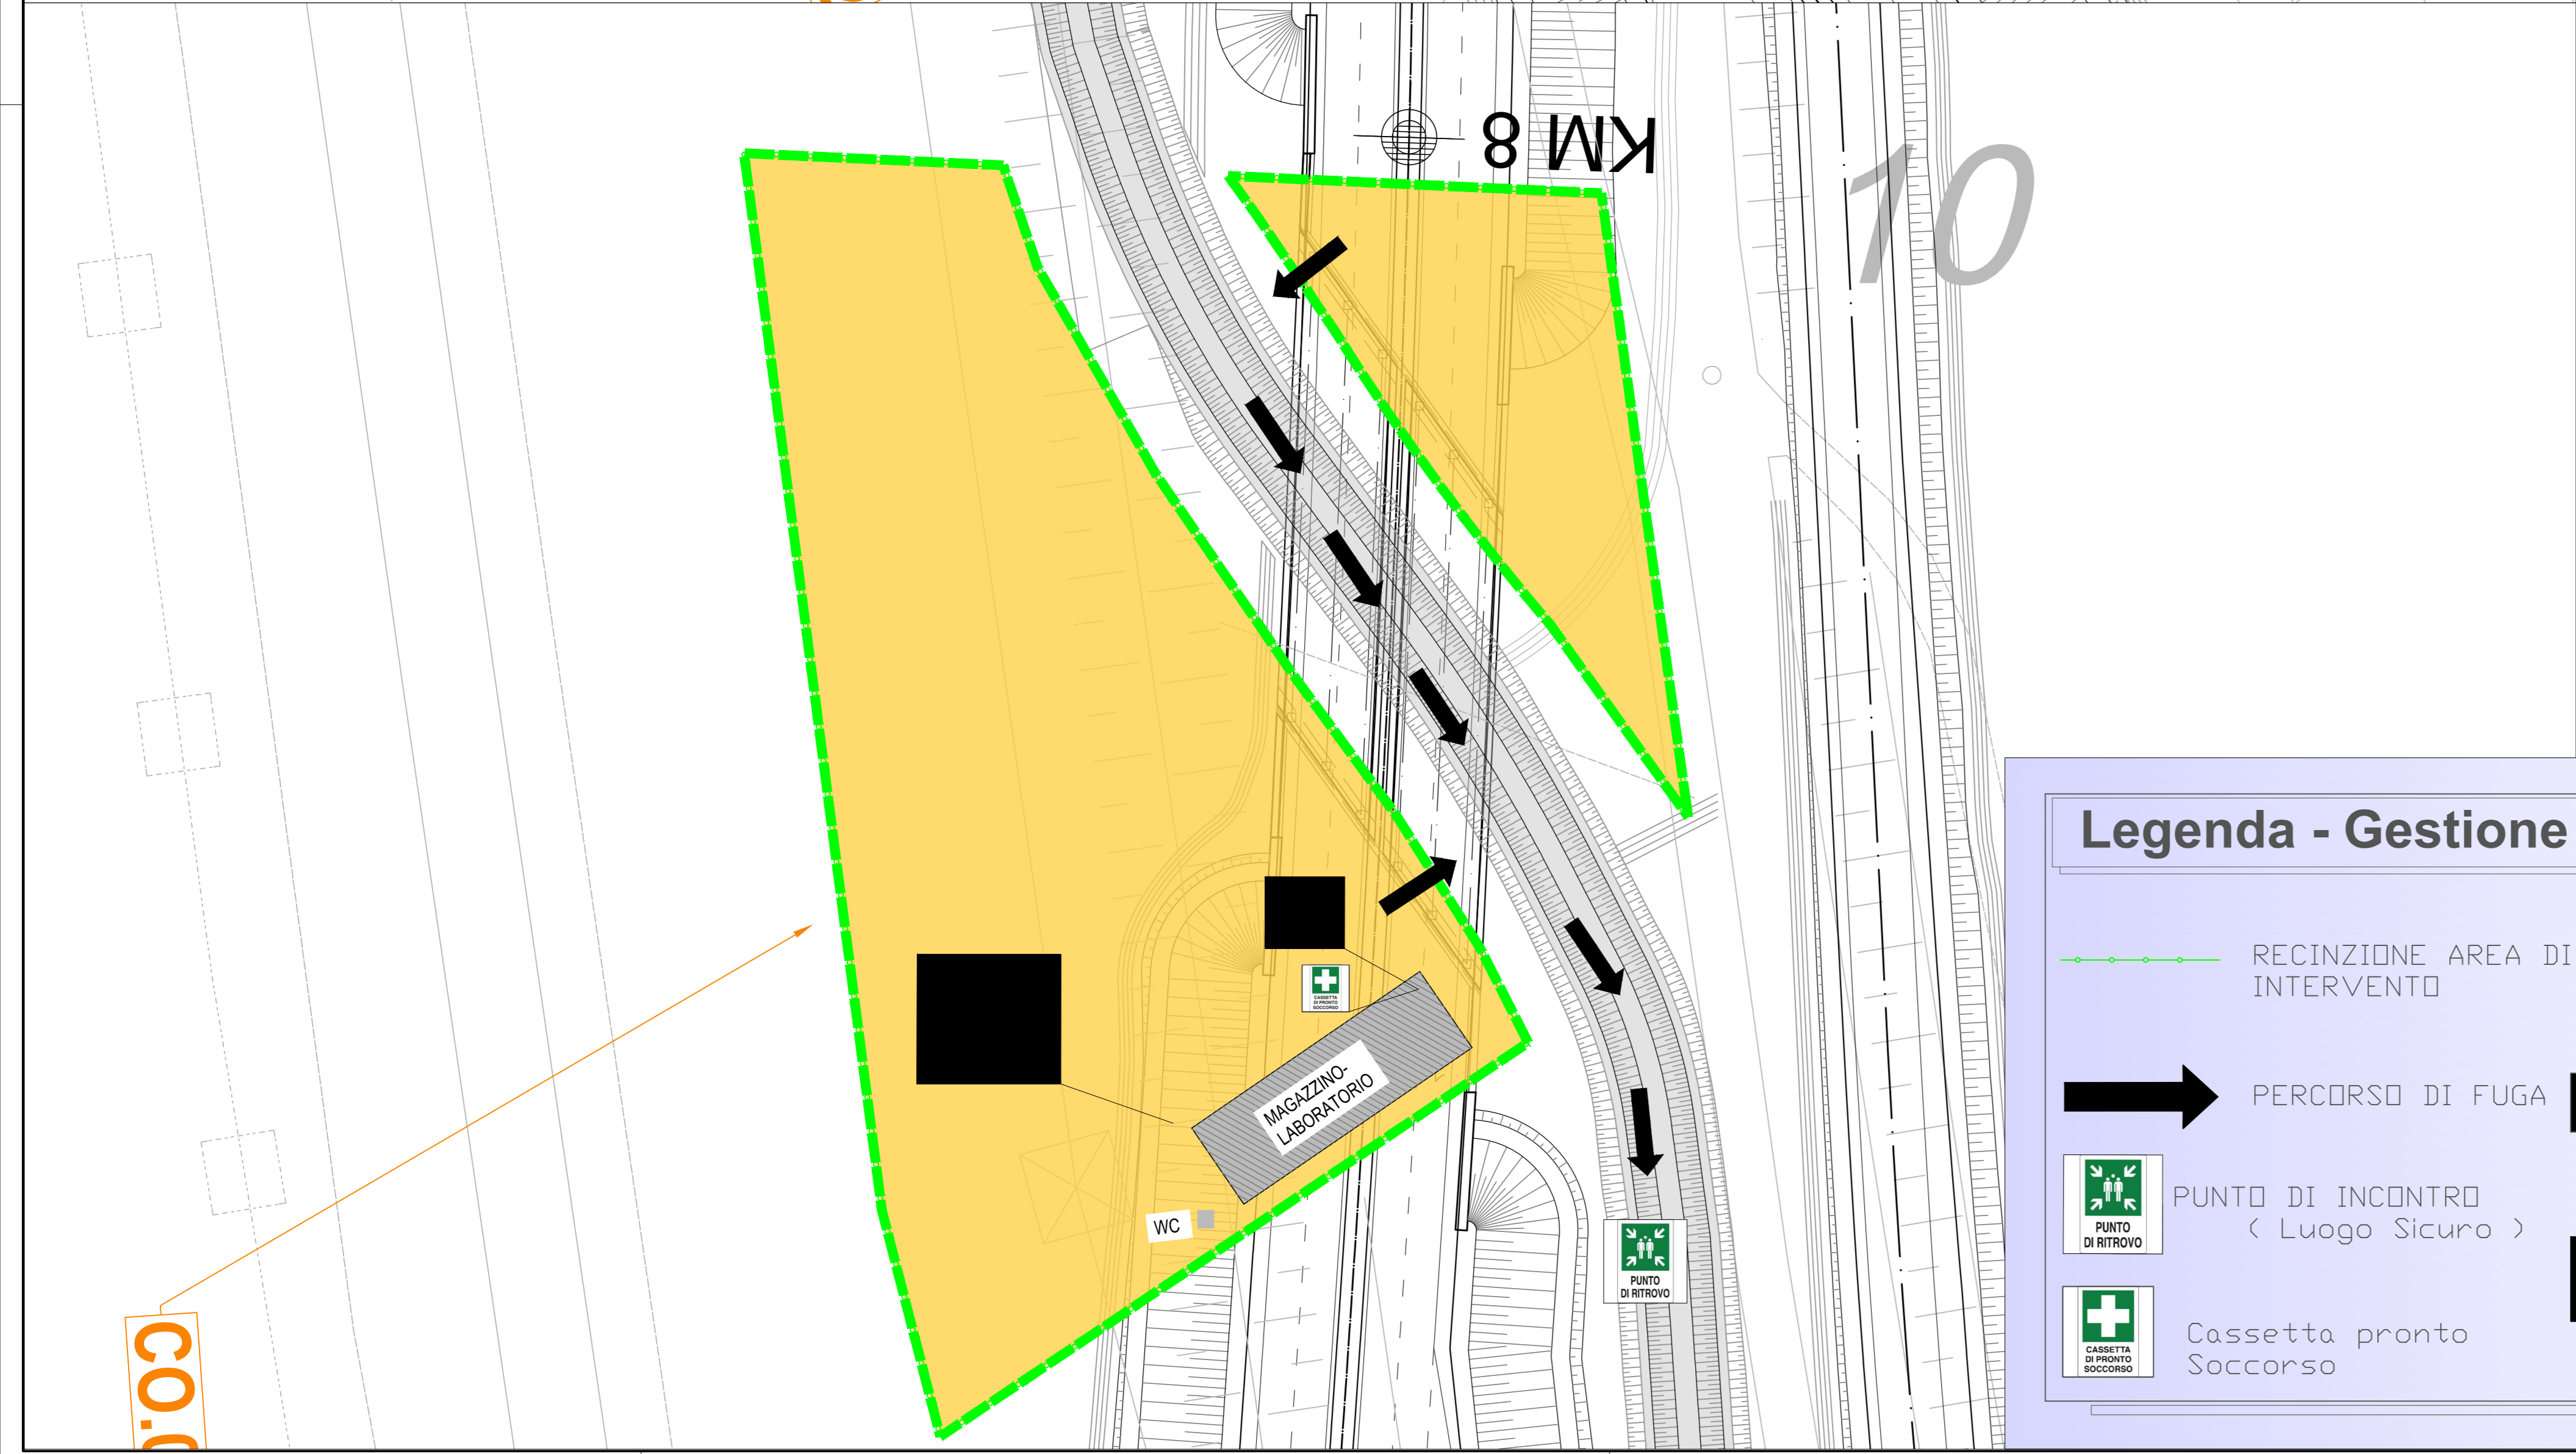 KM 8
10
CASSETTA
DI PRONTO
SOCCORSO
MAGAZZINO-
LABORATORIO
WC
PUNTO
DI RITROVO
CO.
Legenda - Gestione
RECINZIONE AREA DI
INTERVENTO
PERCORSO DI FUGA
PUNTO
DI RITROVO
PUNTO DI INCONTRO
( Luogo Sicuro )
CASSETTA
DI PRONTO
SOCCORSO
Cassetta pronto
Soccorso